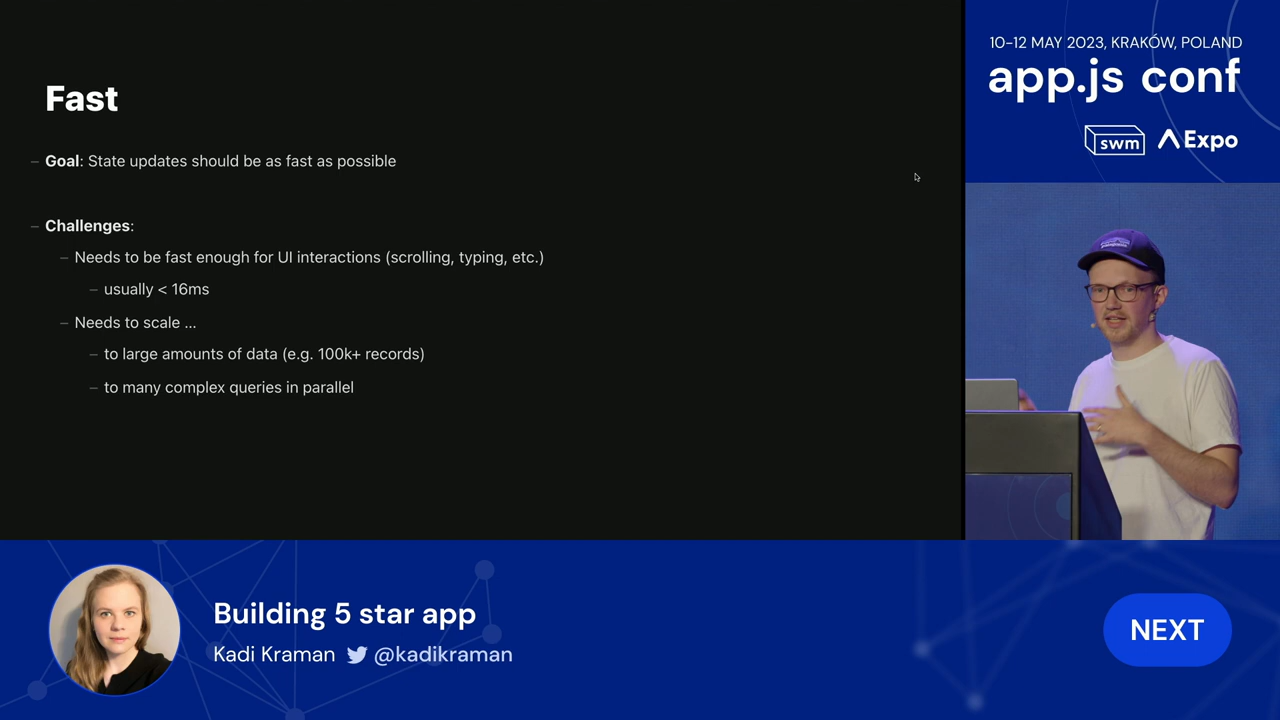 Fast
– Goal: State updates should be as fast as possible
– Challenges:
– Needs to be fast enough for UI interactions (scrolling, typing, etc.)
– usually < 16ms
– Needs to scale ...
– to large amounts of data (e.g. 100k+ records)
– to many complex queries in parallel
10-12 MAY 2023, KRAKÓW, POLAND
app.js conf
swm
Expo
Building 5 star app
Kadi Kraman @kadikraman
NEXT